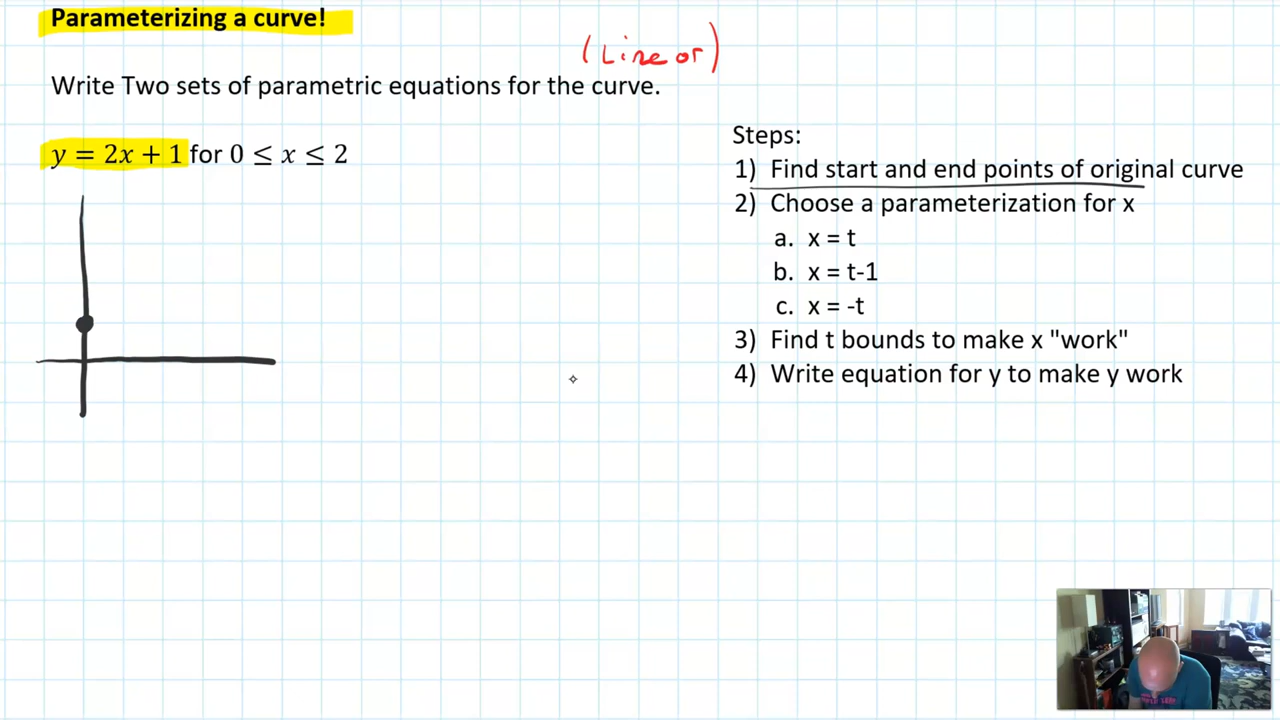 Parameterizing a curve!
(Linear)
Write Two sets of parametric equations for the curve.
y = 2x + 1 for 0 ≤ x ≤ 2
Steps:
1) Find start and end points of original curve
2) Choose a parameterization for x
a. x = t
b. x = t-1
c. x = -t
3) Find t bounds to make x "work"
4) Write equation for y to make y work